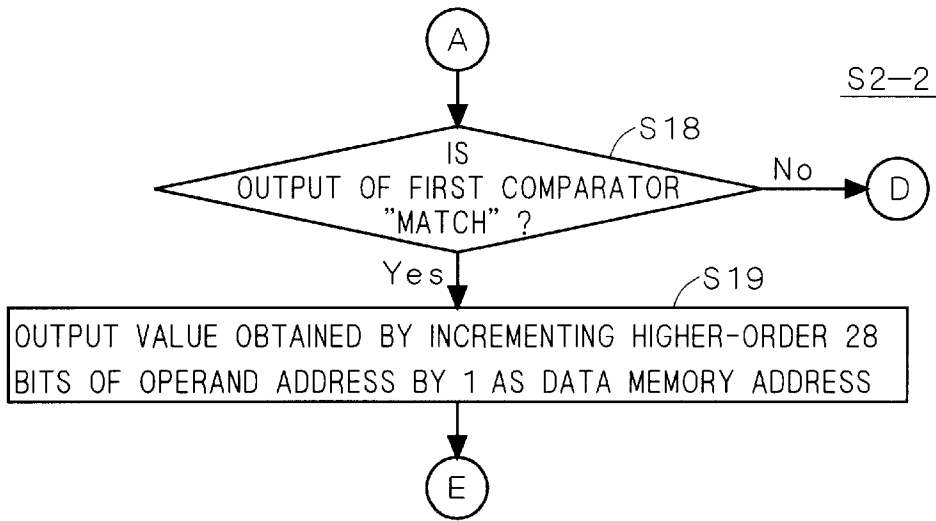 A
S2-2
S18
IS
OUTPUT OF FIRST COMPARATOR
"MATCH" ?
No
D
Yes
S19
OUTPUT VALUE OBTAINED BY INCREMENTING HIGHER-ORDER 28
BITS OF OPERAND ADDRESS BY 1 AS DATA MEMORY ADDRESS
E